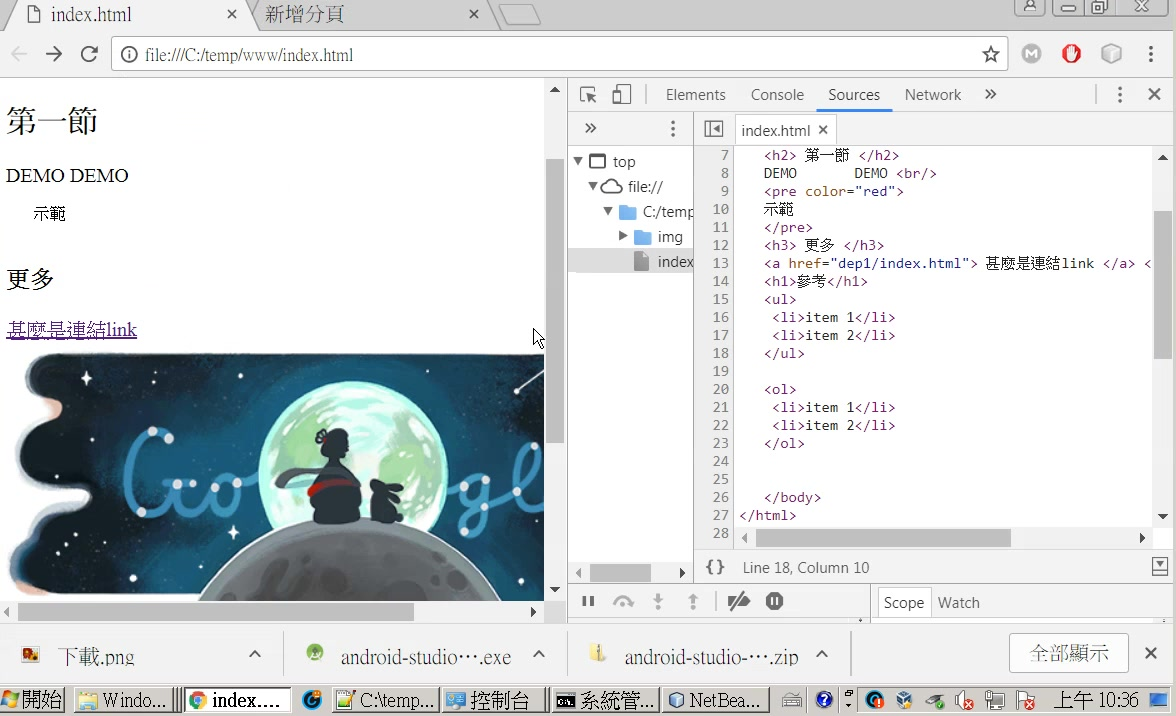 index.html
新增分頁
file:///C:/temp/www/index.html
第一節
DEMO DEMO
示範
更多
甚麼是連結link
Google
Elements Console Sources Network
index.html
top
file://
C:/temp
img
index
7 <h2> 第一節 </h2>
8 DEMO       DEMO <br/>
9 <pre color="red">
10 示範
11 </pre>
12 <h3> 更多 </h3>
13 <a href="dep1/index.html"> 甚麼是連結link </a> <
14 <h1>參考</h1>
15 <ul>
16 <li>item 1</li>
17 <li>item 2</li>
18 </ul>
19
20 <ol>
21 <li>item 1</li>
22 <li>item 2</li>
23 </ol>
24
25
26 </body>
27 </html>
28
{} Line 18, Column 10
Scope Watch
下載.png
android-studio-….exe
android-studio-….zip
全部顯示
開始
Windo...
index....
C:\temp...
控制台
系統管...
NetBea...
上午 10:36